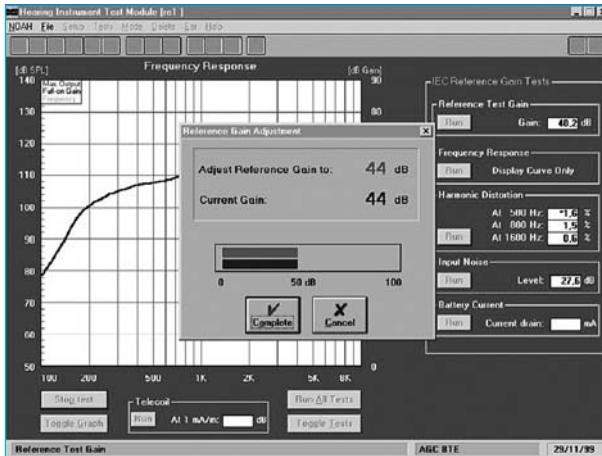 Hearing Instrument Test Module [re1 ]
NOAH File Setup Tests Mode Delete Ear Help
[dB SPL] Frequency Response [dB Gain]
140 90
Max. Output
Full-on Gain
Frequency
130
120 80
110
100
90
80
70
60
50 0
100 200 500 1K 2K 5K 8K
Reference Gain Adjustment
Adjust Reference Gain to: 44 dB
Current Gain: 44 dB
0 50 dB 100
Complete Cancel
IEC Reference Gain Tests
Reference Test Gain
Run Gain: 40,2 dB
Frequency Response
Run Display Curve Only
Harmonic Distortion
At 500 Hz: *1,6 %
At 800 Hz: 1,5 %
Run At 1600 Hz: 0,6 %
Input Noise
Run Level: 27,6 dB
Battery Current
Run Current drain: mA
Stop test
Toggle Graph
Telecoil
Run At 1 mA/m: dB
Run All Tests
Toggle Tests
Reference Test Gain AGC BTE 29/11/99